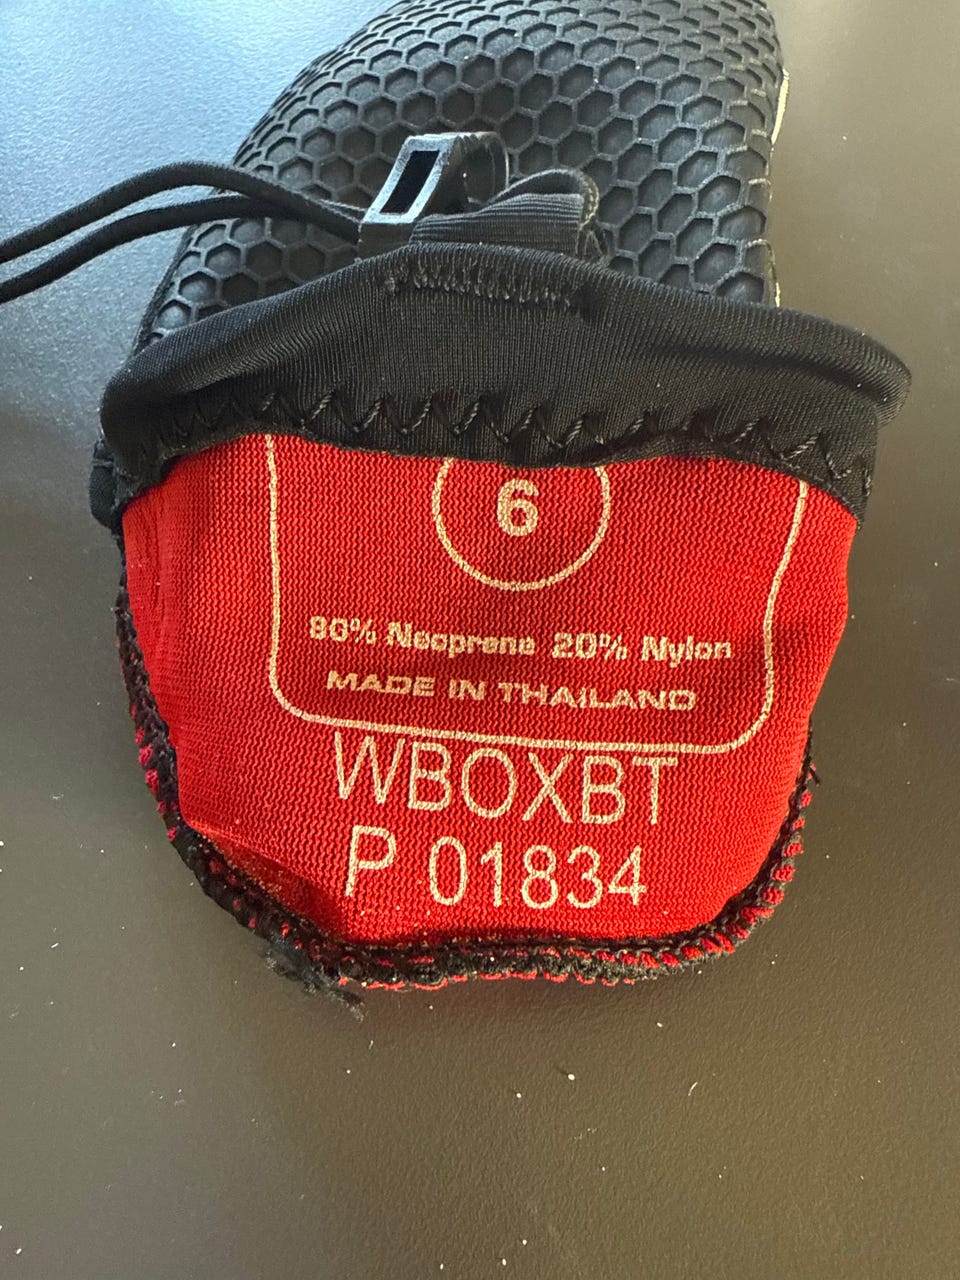 6
80% Neoprene 20% Nylon
MADE IN THAILAND
WBOXBT
P 01834